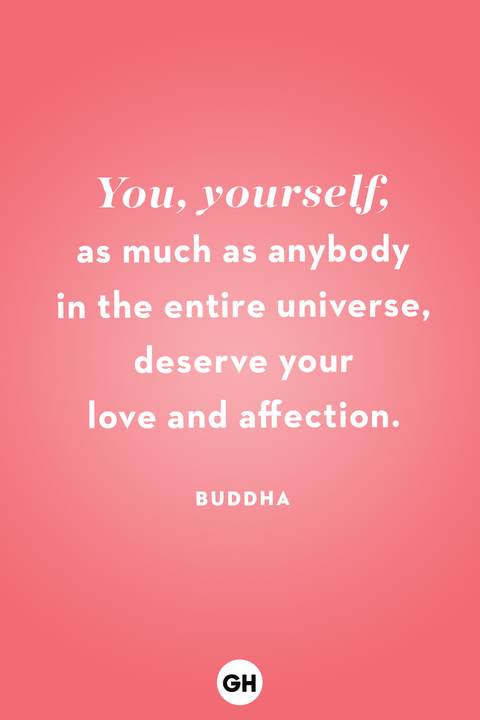 You, yourself,
as much as anybody
in the entire universe,
deserve your
love and affection.
BUDDHA
GH